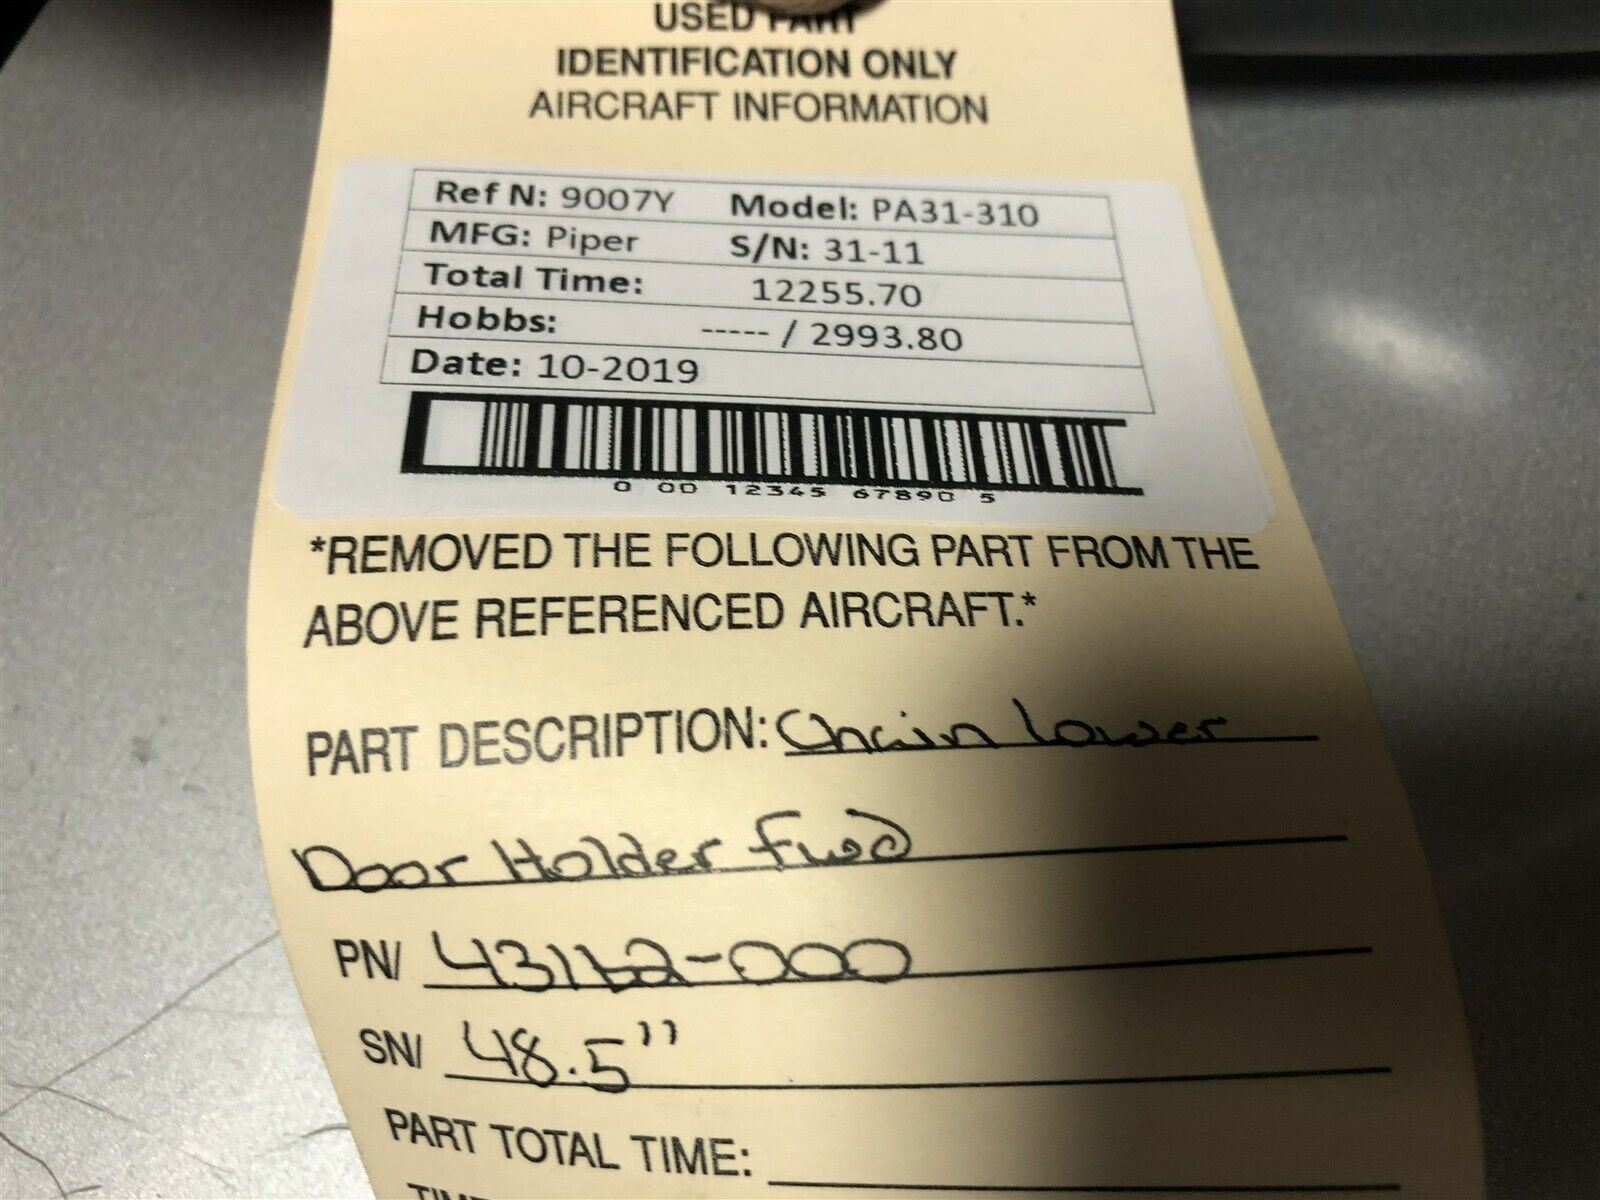 USED PART
IDENTIFICATION ONLY
AIRCRAFT INFORMATION
Ref N: 9007Y Model: PA31-310
MFG: Piper S/N: 31-11
Total Time: 12255.70
Hobbs: ----- / 2993.80
Date: 10-2019
0 00 12345 67890 5
*REMOVED THE FOLLOWING PART FROM THE
ABOVE REFERENCED AIRCRAFT.*
PART DESCRIPTION: Chain lower
Door Holder Fwd
PN/ 43162-000
SN/ 48.5"
PART TOTAL TIME: